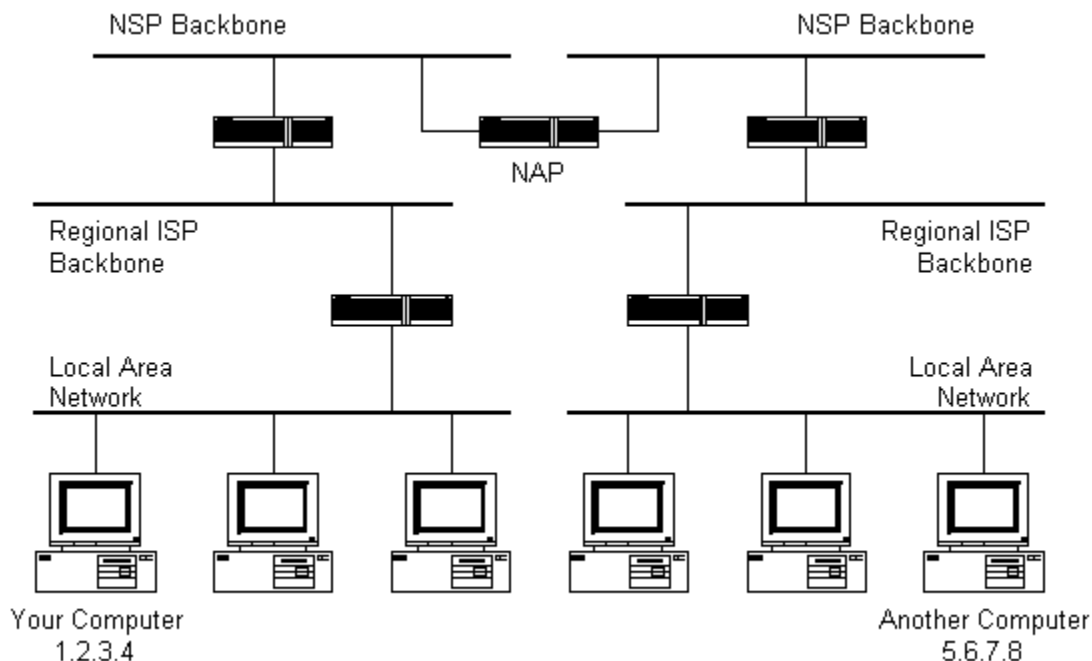 NSP Backbone
NSP Backbone
NAP
Regional ISP
Backbone
Regional ISP
Backbone
Local Area
Network
Local Area
Network
Your Computer
1.2.3.4
Another Computer
5.6.7.8